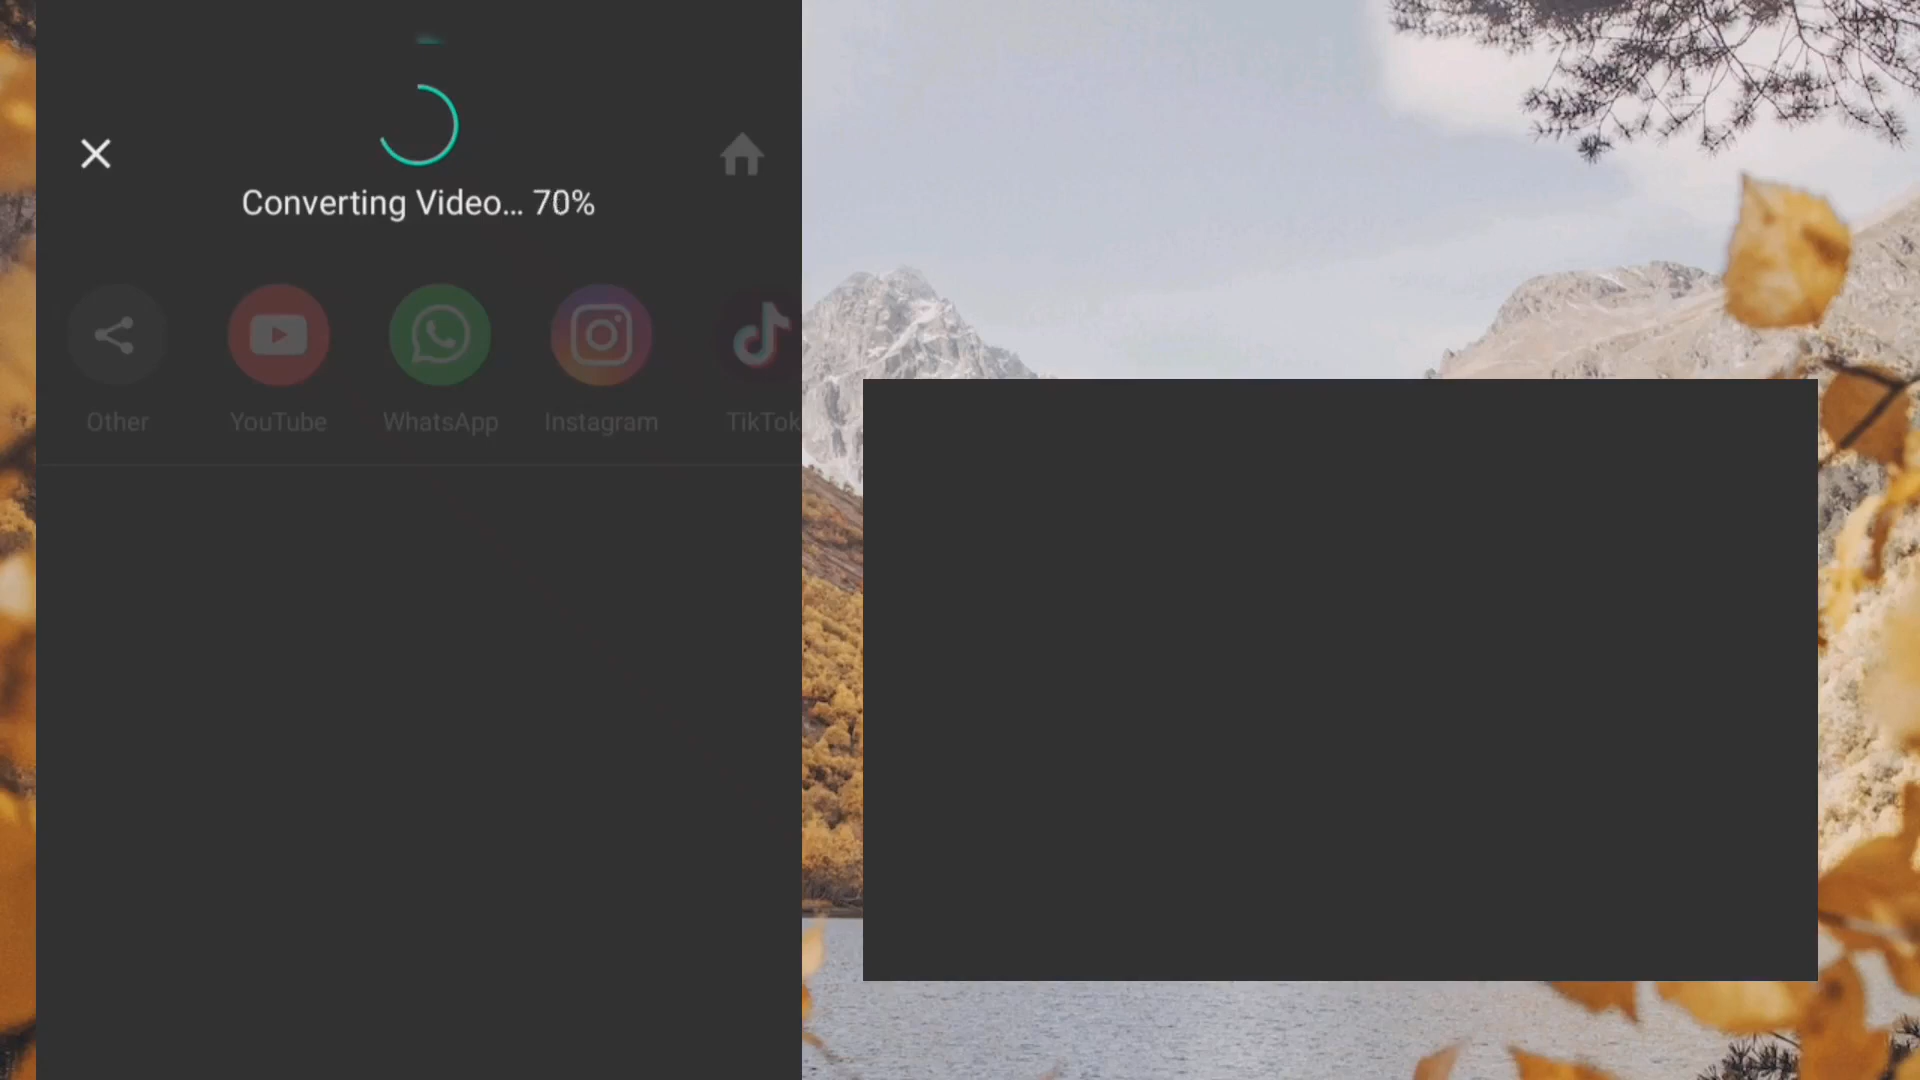 Converting Video... 70%
Other
YouTube
WhatsApp
Instagram
TikTok